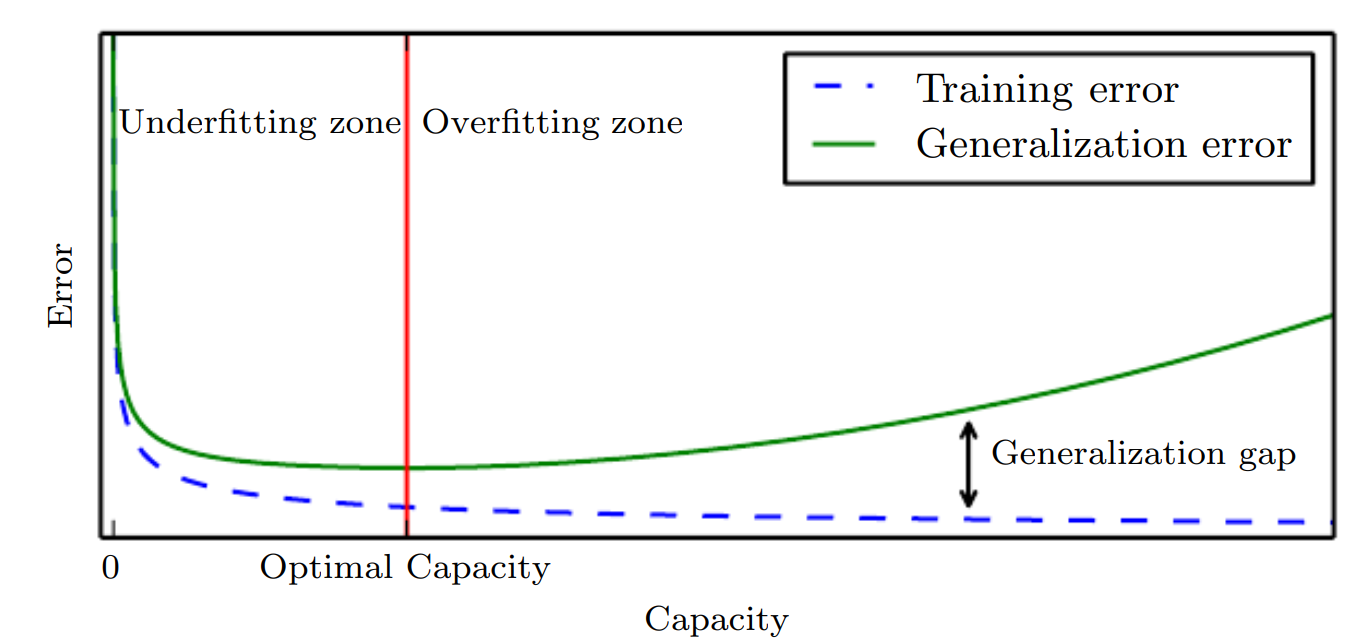 Training error
Generalization error
Underfitting zone
Overfitting zone
Error
Generalization gap
0
Optimal Capacity
Capacity